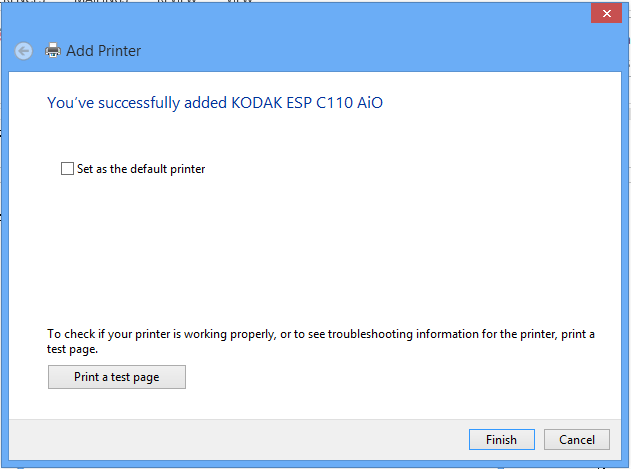 Add Printer
You've successfully added KODAK ESP C110 AiO
Set as the default printer
To check if your printer is working properly, or to see troubleshooting information for the printer, print a
test page.
Print a test page
Finish
Cancel